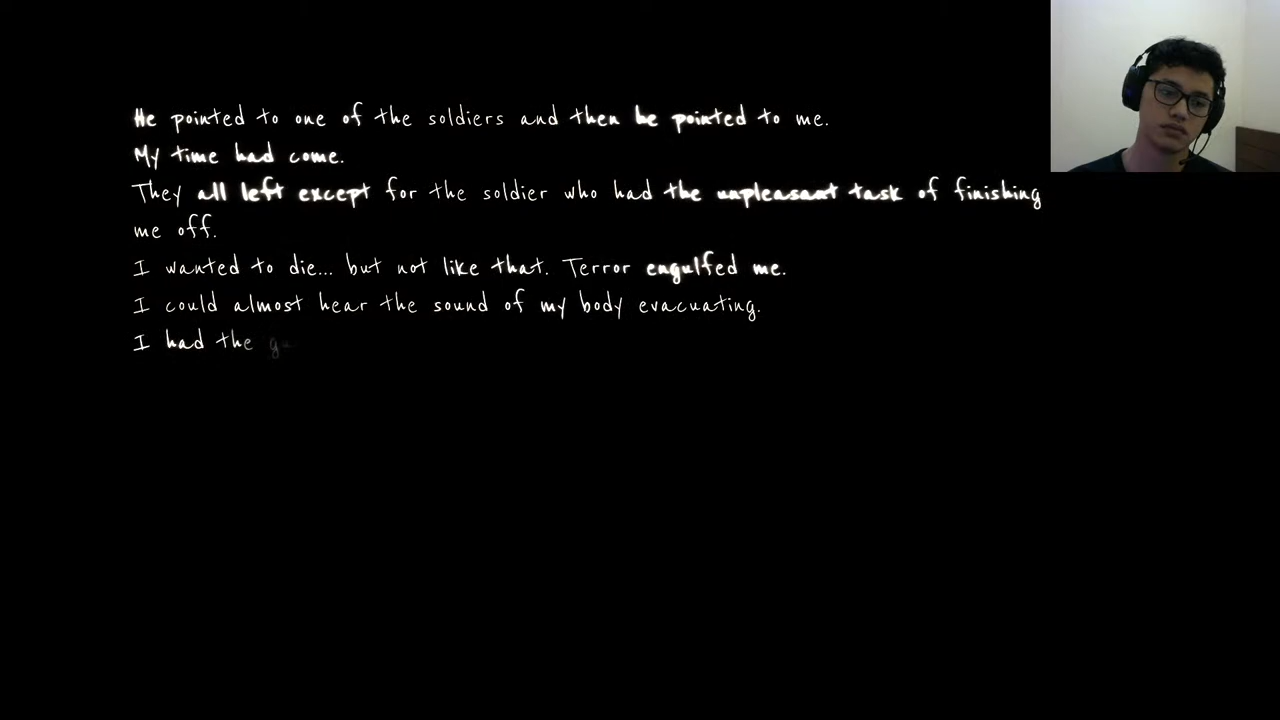 He pointed to one of the soldiers and then he pointed to me.
My time had come.
They all left except for the soldier who had the unpleasant task of finishing
me off.
I wanted to die... but not like that. Terror engulfed me.
I could almost hear the sound of my body evacuating.
I had the